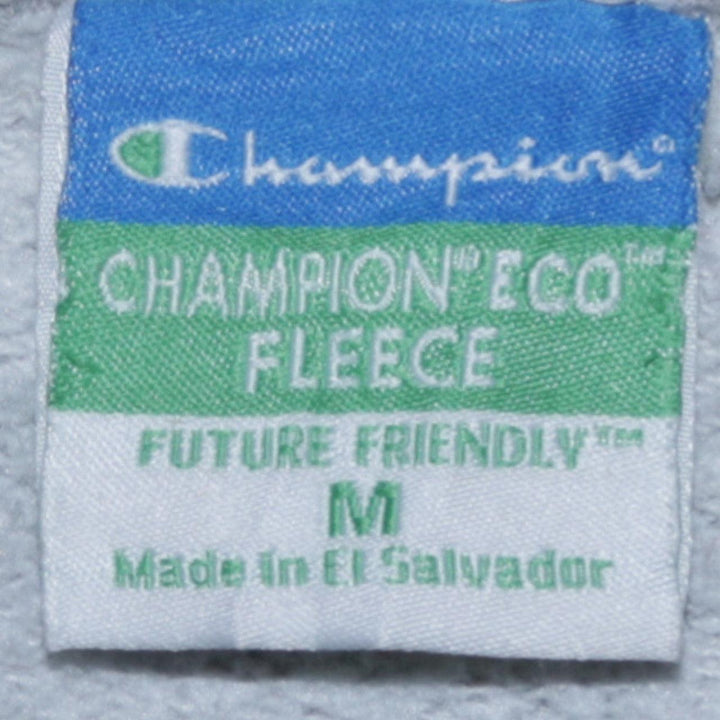 Champion®
CHAMPION® ECO™
FLEECE
FUTURE FRIENDLY™
M
Made in El Salvador